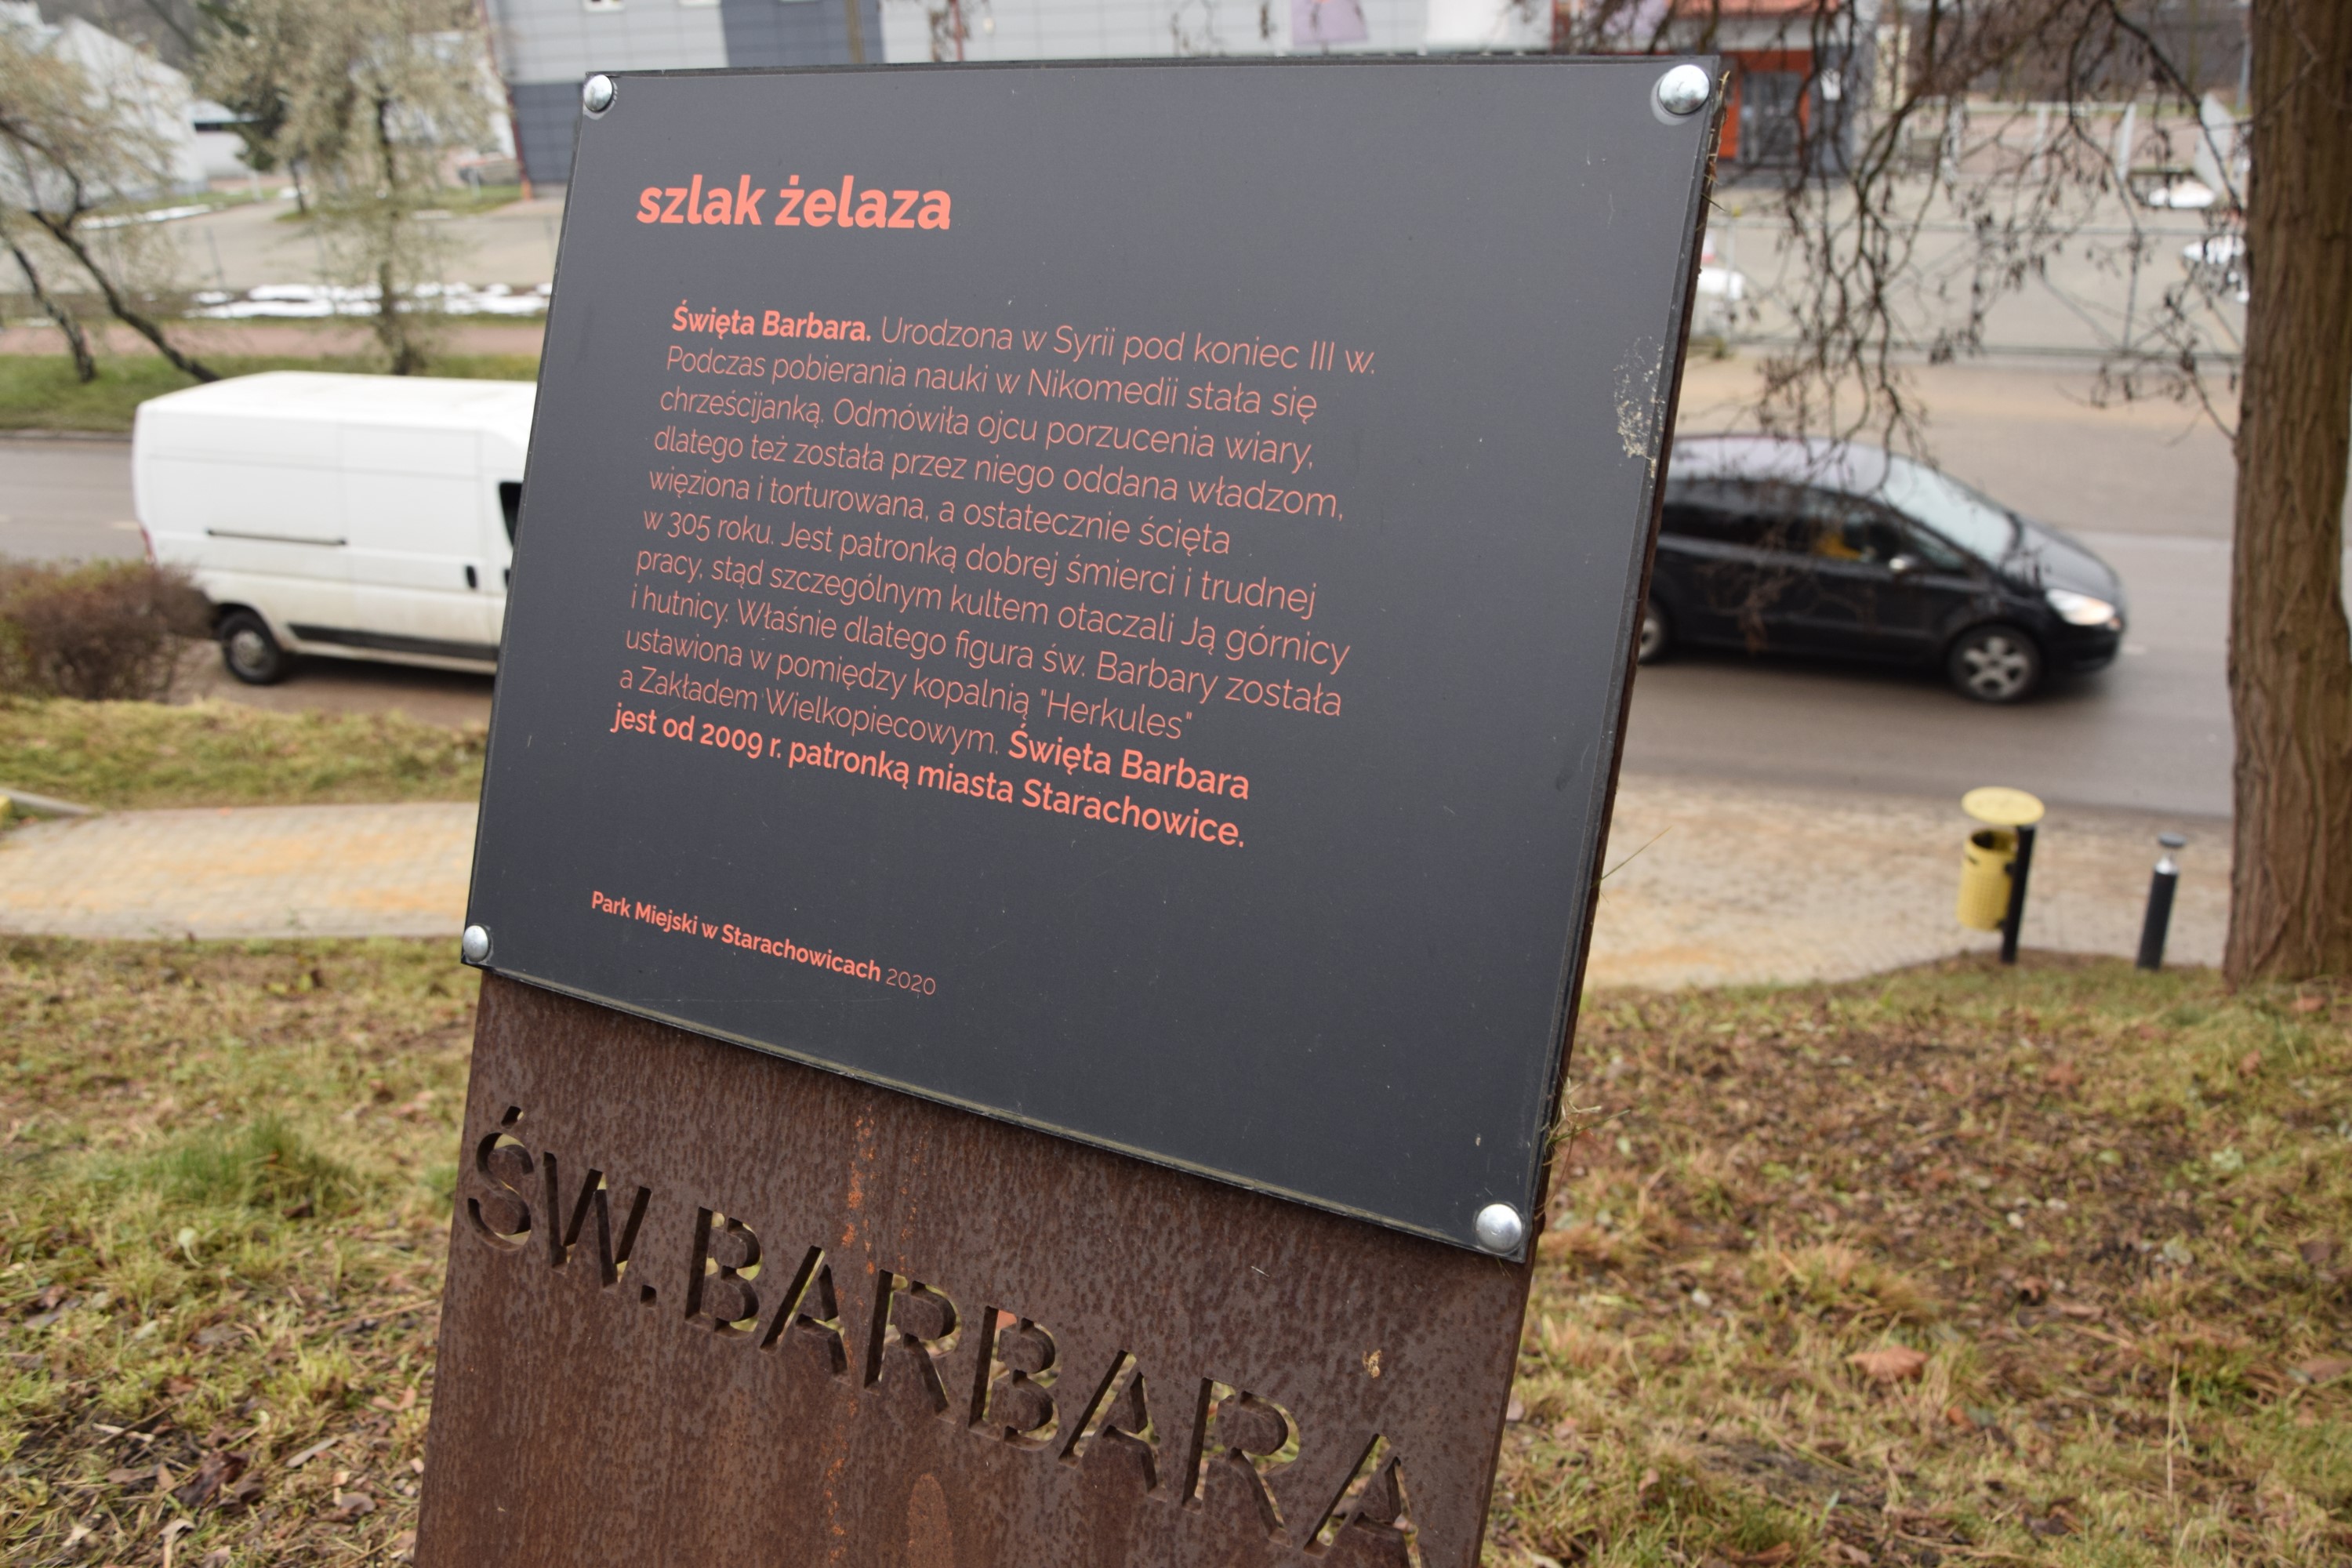 szlak żelaza
Święta Barbara. Urodzona w Syrii pod koniec III w.
Podczas pobierania nauki w Nikomedii stała się
chrześcijanką. Odmówiła ojcu porzucenia wiary,
dlatego też została przez niego oddana władzom,
więziona i torturowana, a ostatecznie ścięta
w 305 roku. Jest patronką dobrej śmierci i trudnej
pracy, stąd szczególnym kultem otaczali Ją górnicy
i hutnicy. Właśnie dlatego figura św. Barbary została
ustawiona w pomiędzy kopalnią "Herkules"
a Zakładem Wielkopiecowym. Święta Barbara
jest od 2009 r. patronką miasta Starachowice.
Park Miejski w Starachowicach 2020
ŚW. BARBARA